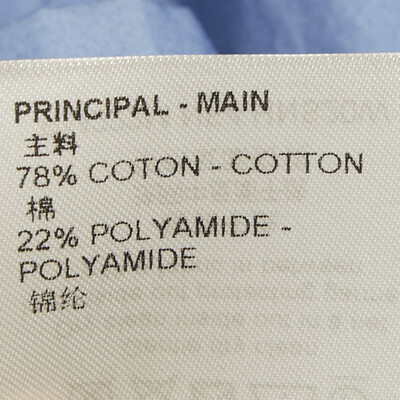 PRINCIPAL - MAIN
主料
78% COTON - COTTON
棉
22% POLYAMIDE -
POLYAMIDE
锦纶